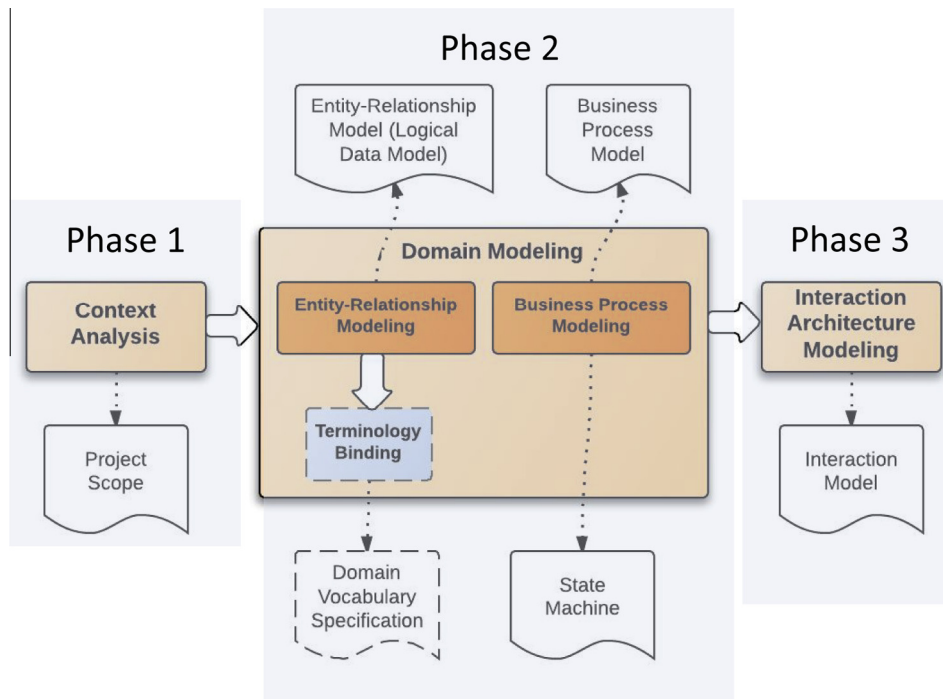 Phase 1
Context
Analysis
Project
Scope
Phase 2
Entity-Relationship
Model (Logical
Data Model)
Business
Process
Model
Domain Modeling
Entity-Relationship
Modeling
Business Process
Modeling
Terminology
Binding
Domain
Vocabulary
Specification
State
Machine
Phase 3
Interaction
Architecture
Modeling
Interaction
Model